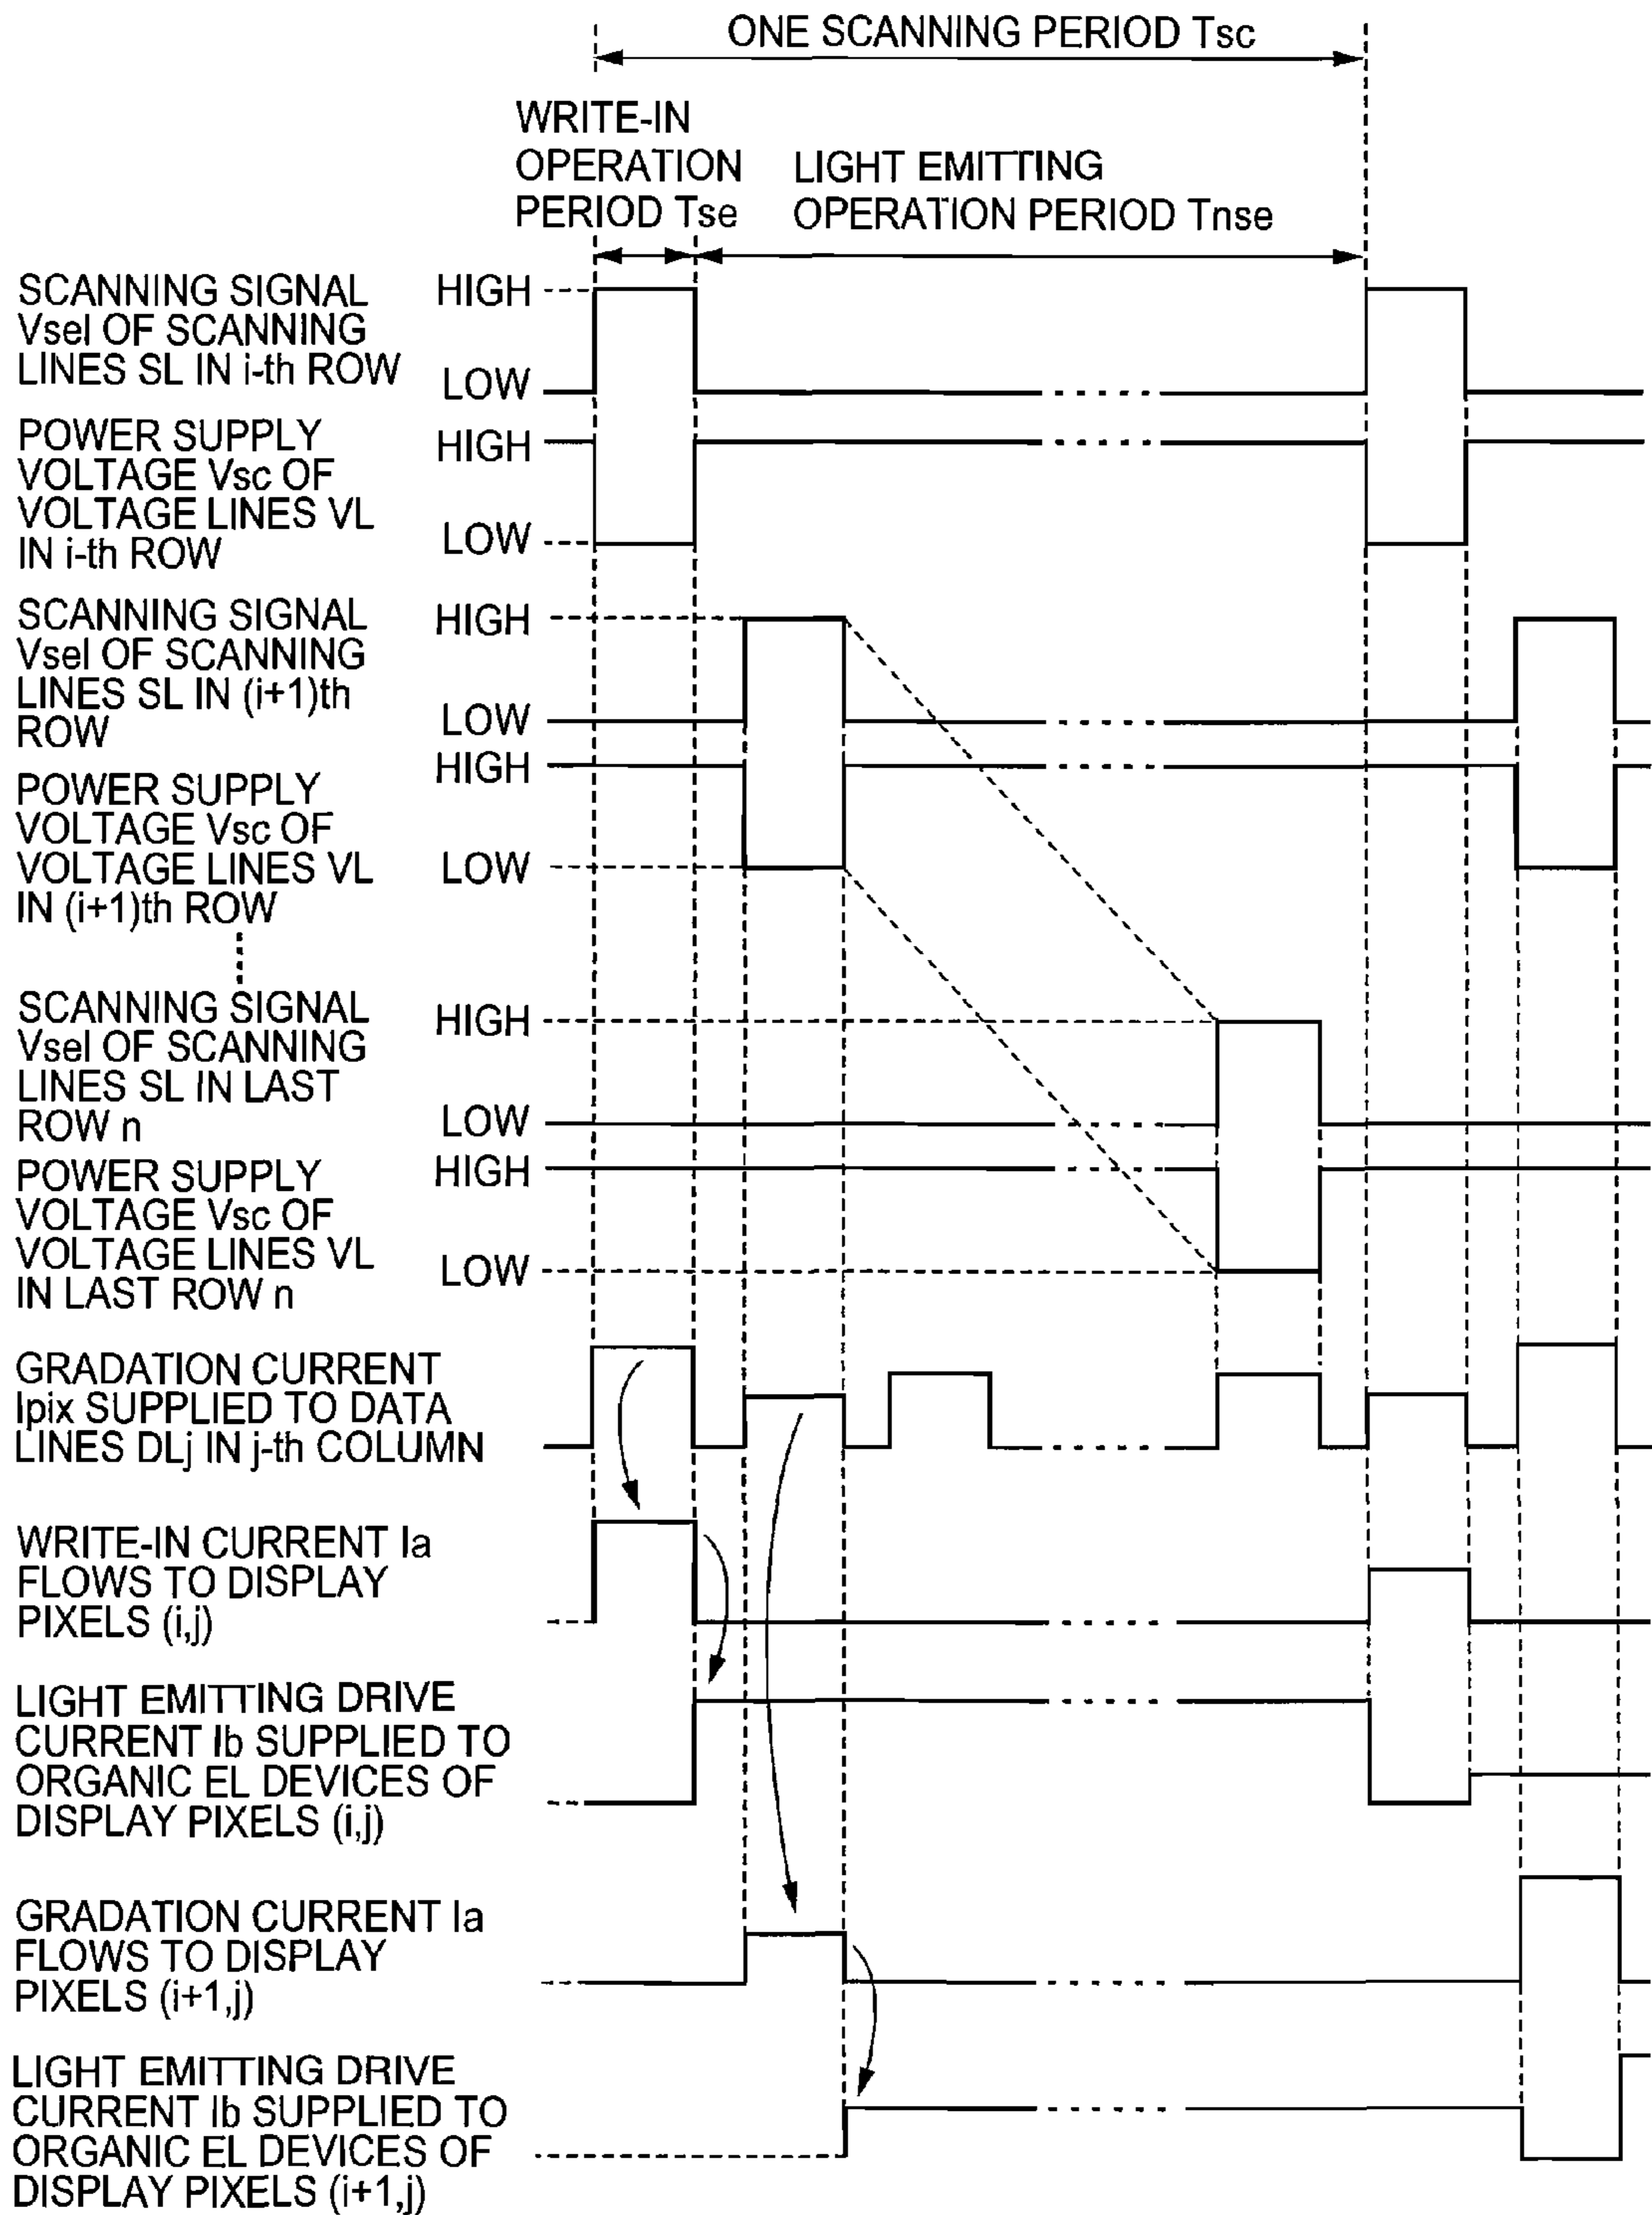 ONE SCANNING PERIOD Tsc
WRITE-IN
OPERATION
PERIOD Tse
LIGHT EMITTING
OPERATION PERIOD Tnse
SCANNING SIGNAL
Vsel OF SCANNING
LINES SL IN i-th ROW
HIGH
LOW
POWER SUPPLY
VOLTAGE Vsc OF
VOLTAGE LINES VL
IN i-th ROW
HIGH
LOW
SCANNING SIGNAL
Vsel OF SCANNING
LINES SL IN (i+1)th
ROW
HIGH
LOW
POWER SUPPLY
VOLTAGE Vsc OF
VOLTAGE LINES VL
IN (i+1)th ROW
HIGH
LOW
SCANNING SIGNAL
Vsel OF SCANNING
LINES SL IN LAST
ROW n
HIGH
LOW
POWER SUPPLY
VOLTAGE Vsc OF
VOLTAGE LINES VL
IN LAST ROW n
HIGH
LOW
GRADATION CURRENT
Ipix SUPPLIED TO DATA
LINES DLj IN j-th COLUMN
WRITE-IN CURRENT Ia
FLOWS TO DISPLAY
PIXELS (i,j)
LIGHT EMITTING DRIVE
CURRENT Ib SUPPLIED TO
ORGANIC EL DEVICES OF
DISPLAY PIXELS (i,j)
GRADATION CURRENT Ia
FLOWS TO DISPLAY
PIXELS (i+1,j)
LIGHT EMITTING DRIVE
CURRENT Ib SUPPLIED TO
ORGANIC EL DEVICES OF
DISPLAY PIXELS (i+1,j)